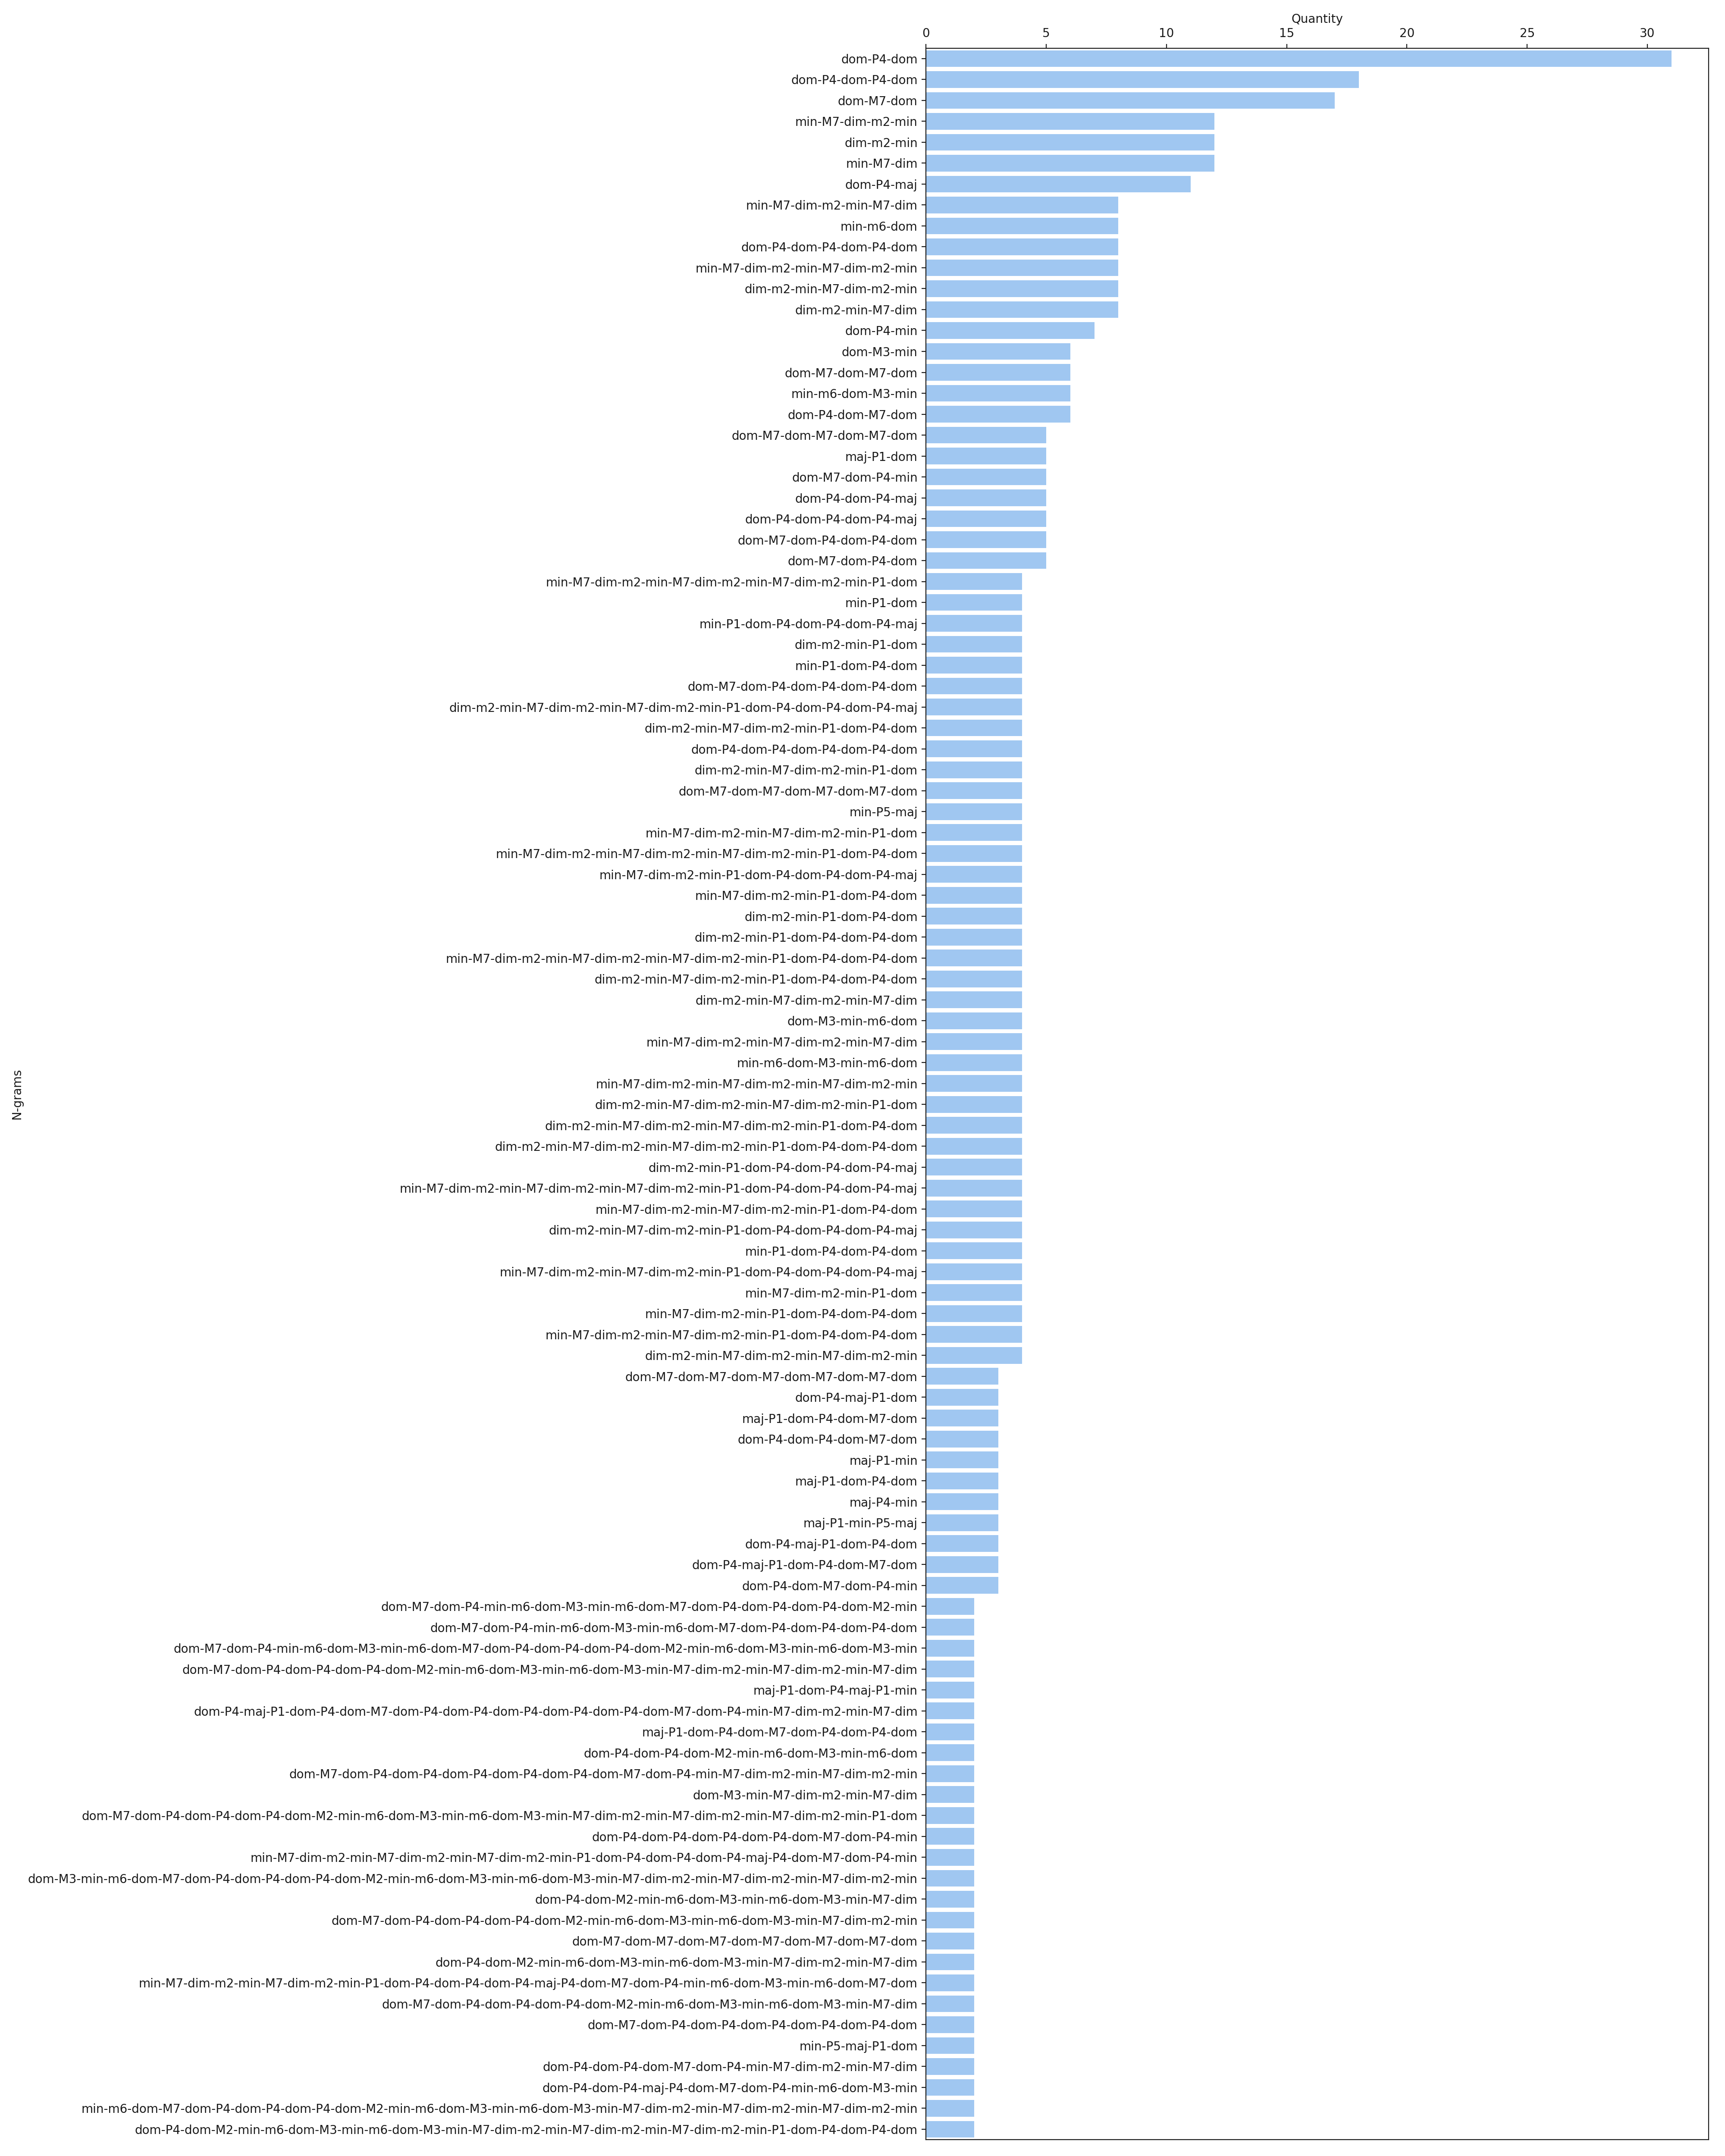 Quantity
0 5 10 15 20 25 30
dom-P4-dom
dom-P4-dom-P4-dom
dom-M7-dom
min-M7-dim-m2-min
dim-m2-min
min-M7-dim
dom-P4-maj
min-M7-dim-m2-min-M7-dim
min-m6-dom
dom-P4-dom-P4-dom-P4-dom
min-M7-dim-m2-min-M7-dim-m2-min
dim-m2-min-M7-dim-m2-min
dim-m2-min-M7-dim
dom-P4-min
dom-M3-min
dom-M7-dom-M7-dom
min-m6-dom-M3-min
dom-P4-dom-M7-dom
dom-M7-dom-M7-dom-M7-dom
maj-P1-dom
dom-M7-dom-P4-min
dom-P4-dom-P4-maj
dom-P4-dom-P4-dom-P4-maj
dom-M7-dom-P4-dom-P4-dom
dom-M7-dom-P4-dom
min-M7-dim-m2-min-M7-dim-m2-min-M7-dim-m2-min-P1-dom
min-P1-dom
min-P1-dom-P4-dom-P4-dom-P4-maj
dim-m2-min-P1-dom
min-P1-dom-P4-dom
dom-M7-dom-P4-dom-P4-dom-P4-dom
dim-m2-min-M7-dim-m2-min-M7-dim-m2-min-P1-dom-P4-dom-P4-dom-P4-maj
dim-m2-min-M7-dim-m2-min-P1-dom-P4-dom
dom-P4-dom-P4-dom-P4-dom-P4-dom
dim-m2-min-M7-dim-m2-min-P1-dom
dom-M7-dom-M7-dom-M7-dom-M7-dom
min-P5-maj
min-M7-dim-m2-min-M7-dim-m2-min-P1-dom
min-M7-dim-m2-min-M7-dim-m2-min-M7-dim-m2-min-P1-dom-P4-dom
min-M7-dim-m2-min-P1-dom-P4-dom-P4-dom-P4-maj
min-M7-dim-m2-min-P1-dom-P4-dom
dim-m2-min-P1-dom-P4-dom
dim-m2-min-P1-dom-P4-dom-P4-dom
min-M7-dim-m2-min-M7-dim-m2-min-M7-dim-m2-min-P1-dom-P4-dom-P4-dom
dim-m2-min-M7-dim-m2-min-P1-dom-P4-dom-P4-dom
dim-m2-min-M7-dim-m2-min-M7-dim
dom-M3-min-m6-dom
min-M7-dim-m2-min-M7-dim-m2-min-M7-dim
min-m6-dom-M3-min-m6-dom
min-M7-dim-m2-min-M7-dim-m2-min-M7-dim-m2-min
dim-m2-min-M7-dim-m2-min-M7-dim-m2-min-P1-dom
dim-m2-min-M7-dim-m2-min-M7-dim-m2-min-P1-dom-P4-dom
dim-m2-min-M7-dim-m2-min-M7-dim-m2-min-P1-dom-P4-dom-P4-dom
dim-m2-min-P1-dom-P4-dom-P4-dom-P4-maj
min-M7-dim-m2-min-M7-dim-m2-min-M7-dim-m2-min-P1-dom-P4-dom-P4-dom-P4-maj
min-M7-dim-m2-min-M7-dim-m2-min-P1-dom-P4-dom
dim-m2-min-M7-dim-m2-min-P1-dom-P4-dom-P4-dom-P4-maj
min-P1-dom-P4-dom-P4-dom
min-M7-dim-m2-min-M7-dim-m2-min-P1-dom-P4-dom-P4-dom-P4-maj
min-M7-dim-m2-min-P1-dom
min-M7-dim-m2-min-P1-dom-P4-dom-P4-dom
min-M7-dim-m2-min-M7-dim-m2-min-P1-dom-P4-dom-P4-dom
dim-m2-min-M7-dim-m2-min-M7-dim-m2-min
dom-M7-dom-M7-dom-M7-dom-M7-dom-M7-dom
dom-P4-maj-P1-dom
maj-P1-dom-P4-dom-M7-dom
dom-P4-dom-P4-dom-M7-dom
maj-P1-min
maj-P1-dom-P4-dom
maj-P4-min
maj-P1-min-P5-maj
dom-P4-maj-P1-dom-P4-dom
dom-P4-maj-P1-dom-P4-dom-M7-dom
dom-P4-dom-M7-dom-P4-min
dom-M7-dom-P4-min-m6-dom-M3-min-m6-dom-M7-dom-P4-dom-P4-dom-P4-dom-M2-min
dom-M7-dom-P4-min-m6-dom-M3-min-m6-dom-M7-dom-P4-dom-P4-dom-P4-dom
dom-M7-dom-P4-min-m6-dom-M3-min-m6-dom-M7-dom-P4-dom-P4-dom-P4-dom-M2-min-m6-dom-M3-min-m6-dom-M3-min
dom-M7-dom-P4-dom-P4-dom-P4-dom-M2-min-m6-dom-M3-min-m6-dom-M3-min-M7-dim-m2-min-M7-dim-m2-min-M7-dim
maj-P1-dom-P4-maj-P1-min
dom-P4-maj-P1-dom-P4-dom-M7-dom-P4-dom-P4-dom-P4-dom-P4-dom-P4-dom-M7-dom-P4-min-M7-dim-m2-min-M7-dim
maj-P1-dom-P4-dom-M7-dom-P4-dom-P4-dom
dom-P4-dom-P4-dom-M2-min-m6-dom-M3-min-m6-dom
dom-M7-dom-P4-dom-P4-dom-P4-dom-P4-dom-P4-dom-M7-dom-P4-min-M7-dim-m2-min-M7-dim-m2-min
dom-M3-min-M7-dim-m2-min-M7-dim
dom-M7-dom-P4-dom-P4-dom-P4-dom-M2-min-m6-dom-M3-min-m6-dom-M3-min-M7-dim-m2-min-M7-dim-m2-min-M7-dim-m2-min-P1-dom
dom-P4-dom-P4-dom-P4-dom-P4-dom-M7-dom-P4-min
min-M7-dim-m2-min-M7-dim-m2-min-M7-dim-m2-min-P1-dom-P4-dom-P4-dom-P4-maj-P4-dom-M7-dom-P4-min
dom-M3-min-m6-dom-M7-dom-P4-dom-P4-dom-P4-dom-M2-min-m6-dom-M3-min-m6-dom-M3-min-M7-dim-m2-min-M7-dim-m2-min-M7-dim-m2-min
dom-P4-dom-M2-min-m6-dom-M3-min-m6-dom-M3-min-M7-dim
dom-M7-dom-P4-dom-P4-dom-P4-dom-M2-min-m6-dom-M3-min-m6-dom-M3-min-M7-dim-m2-min
dom-M7-dom-M7-dom-M7-dom-M7-dom-M7-dom-M7-dom
dom-P4-dom-M2-min-m6-dom-M3-min-m6-dom-M3-min-M7-dim-m2-min-M7-dim
min-M7-dim-m2-min-M7-dim-m2-min-P1-dom-P4-dom-P4-dom-P4-maj-P4-dom-M7-dom-P4-min-m6-dom-M3-min-m6-dom-M7-dom
dom-M7-dom-P4-dom-P4-dom-P4-dom-M2-min-m6-dom-M3-min-m6-dom-M3-min-M7-dim
dom-M7-dom-P4-dom-P4-dom-P4-dom-P4-dom-P4-dom
min-P5-maj-P1-dom
dom-P4-dom-P4-dom-M7-dom-P4-min-M7-dim-m2-min-M7-dim
dom-P4-dom-P4-maj-P4-dom-M7-dom-P4-min-m6-dom-M3-min
min-m6-dom-M7-dom-P4-dom-P4-dom-P4-dom-M2-min-m6-dom-M3-min-m6-dom-M3-min-M7-dim-m2-min-M7-dim-m2-min-M7-dim-m2-min
dom-P4-dom-M2-min-m6-dom-M3-min-m6-dom-M3-min-M7-dim-m2-min-M7-dim-m2-min-M7-dim-m2-min-P1-dom-P4-dom-P4-dom
N-grams